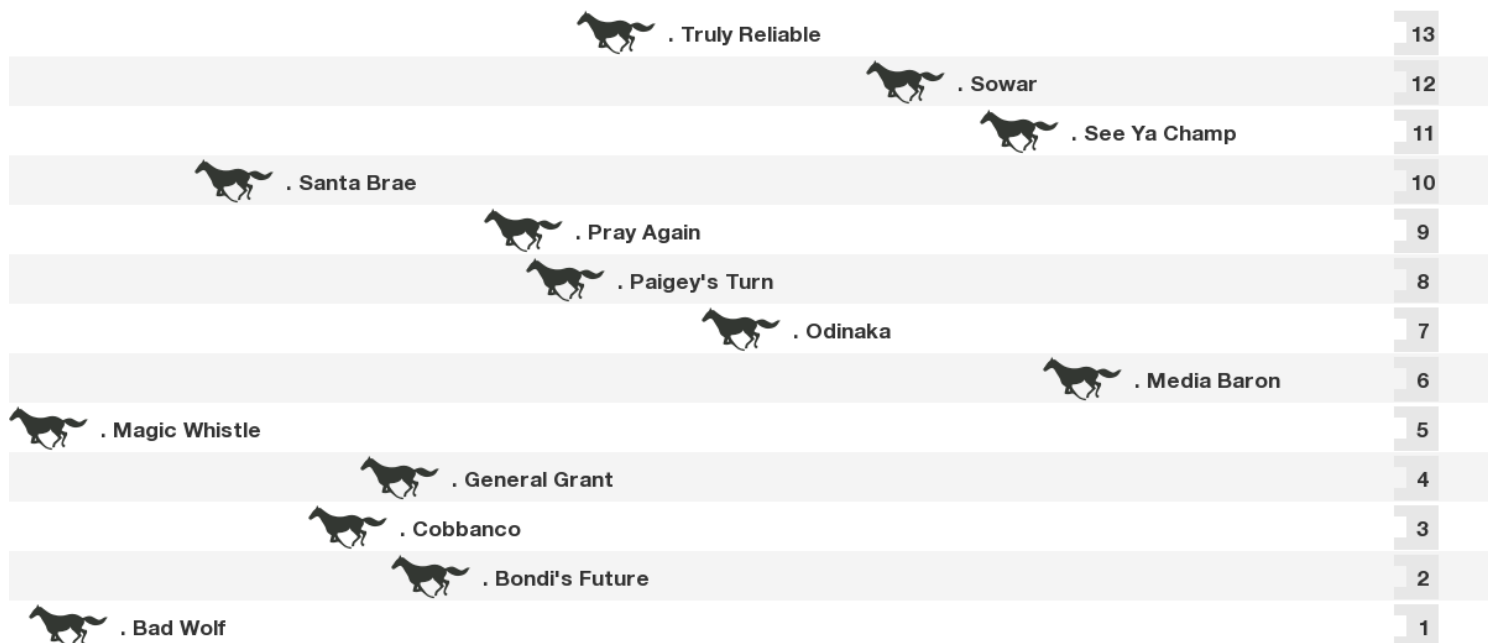 . Truly Reliable 13
. Sowar 12
. See Ya Champ 11
. Santa Brae 10
. Pray Again 9
. Paigey's Turn 8
. Odinaka 7
. Media Baron 6
. Magic Whistle 5
. General Grant 4
. Cobbanco 3
. Bondi's Future 2
. Bad Wolf 1